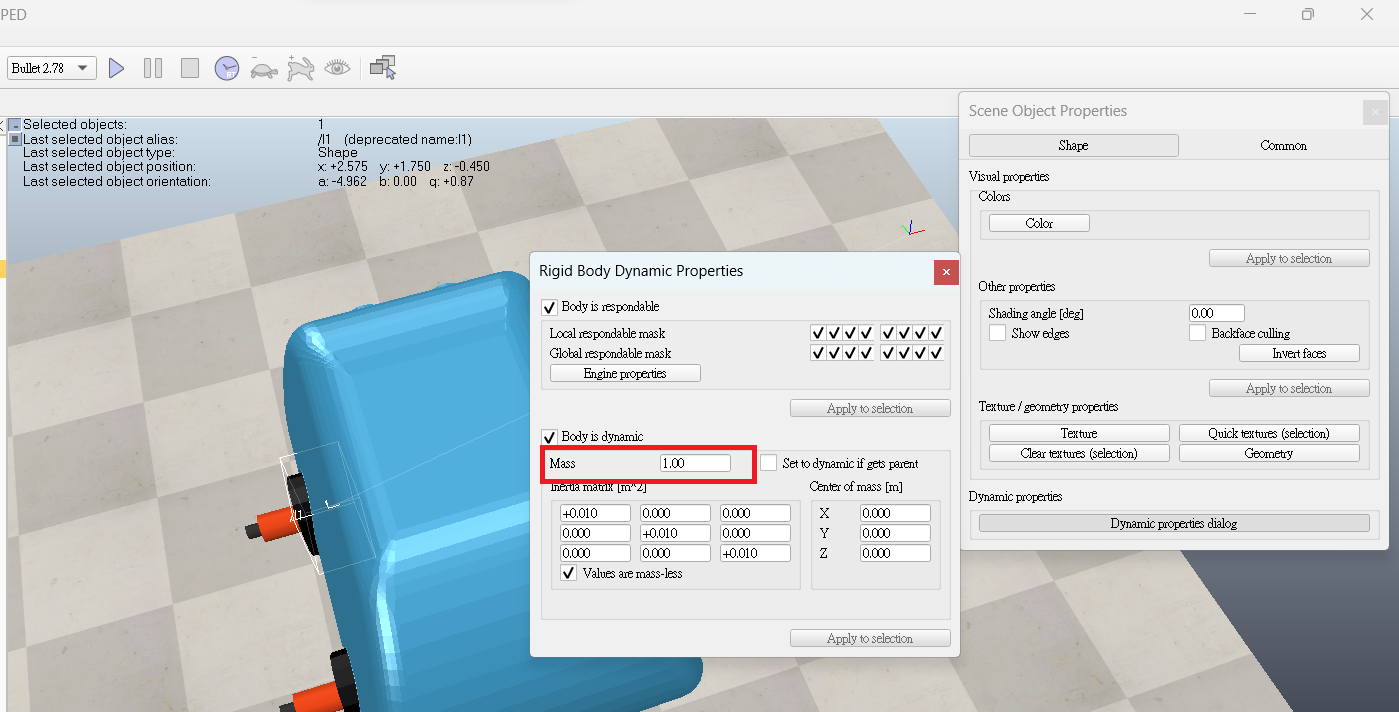 PED
Bullet 2.78
RT
Selected objects: 1
Last selected object alias: /l1 (deprecated name:l1)
Last selected object type: Shape
Last selected object position: x: +2.575 y: +1.750 z: -0.450
Last selected object orientation: a: -4.962 b: 0.00 g: +0.87
/l1
Rigid Body Dynamic Properties
Body is respondable
Local respondable mask
Global respondable mask
Engine properties
Apply to selection
Body is dynamic
Mass 1.00 Set to dynamic if gets parent
Inertia matrix [m^2] Center of mass [m]
+0.010 0.000 0.000 X 0.000
0.000 +0.010 0.000 Y 0.000
0.000 0.000 +0.010 Z 0.000
Values are mass-less
Apply to selection
Scene Object Properties
Shape Common
Visual properties
Colors
Color
Apply to selection
Other properties
Shading angle [deg] 0.00
Show edges Backface culling
Invert faces
Apply to selection
Texture / geometry properties
Texture Quick textures (selection)
Clear textures (selection) Geometry
Dynamic properties
Dynamic properties dialog